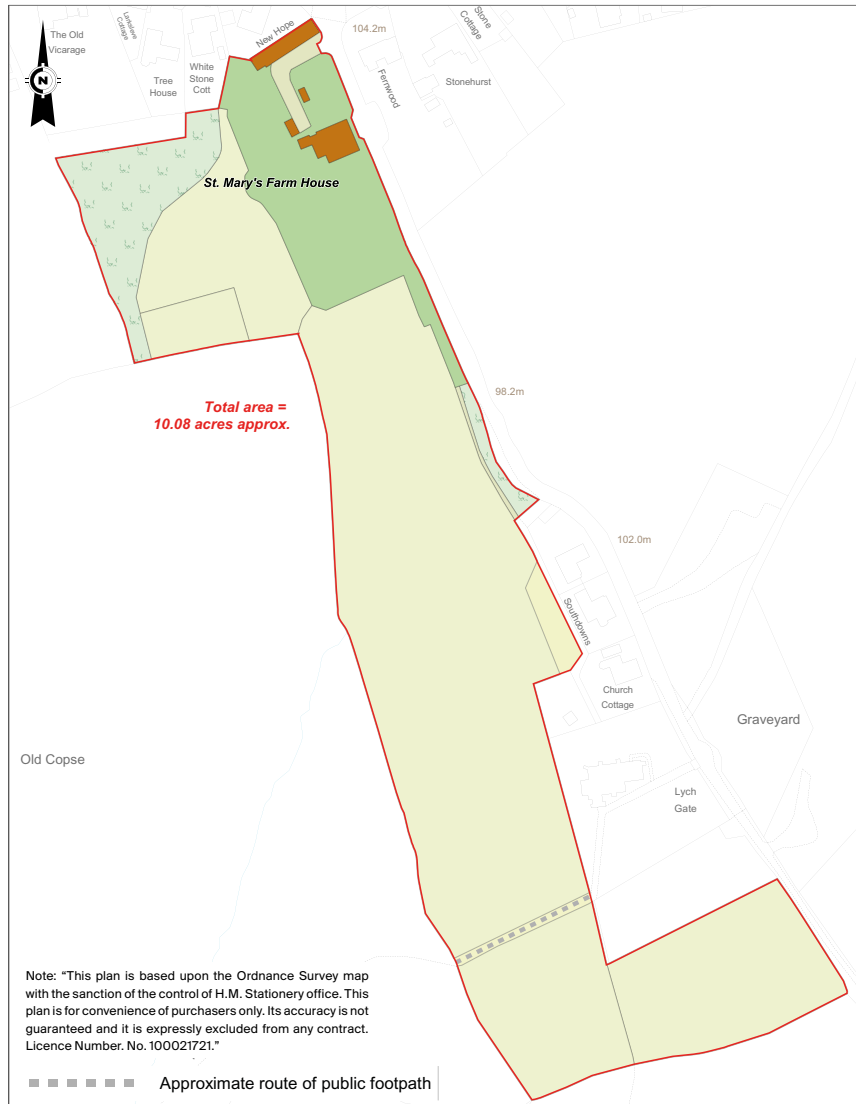 The Old
Vicarage
Larksleve
Cottage
Tree
House
White
Stone
Cott
New Hope
104.2m
Fernwood
Stone
Cottage
Stonehurst
N
St. Mary's Farm House
Total area =
10.08 acres approx.
98.2m
102.0m
Southdowns
Church
Cottage
Graveyard
Old Copse
Lych
Gate
Note: “This plan is based upon the Ordnance Survey map
with the sanction of the control of H.M. Stationery office. This
plan is for convenience of purchasers only. Its accuracy is not
guaranteed and it is expressly excluded from any contract.
Licence Number. No. 100021721.”
Approximate route of public footpath